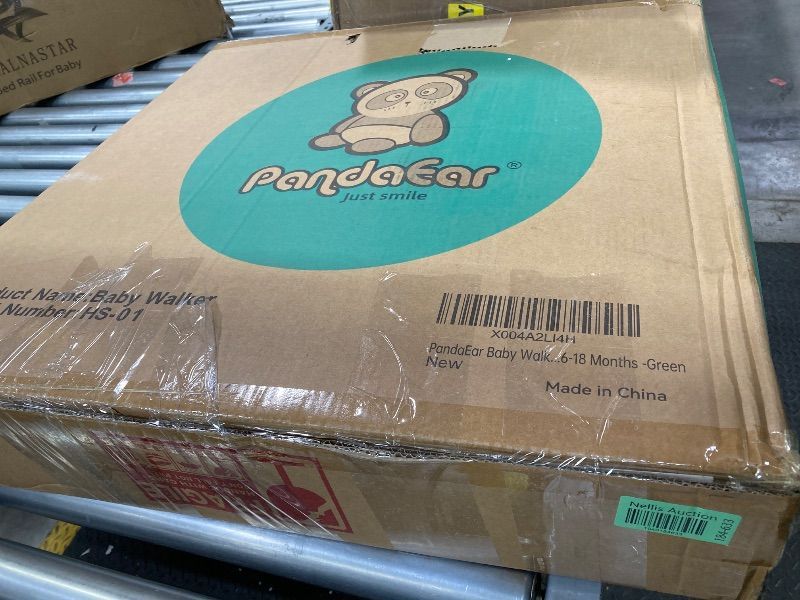 ALNASTAR
Bed Rail For Baby
Y
PandaEar®
Just smile
duct Name: Baby Walker
Number: HS-01
X004A2LI4H
PandaEar Baby Walk...6-18 Months -Green
New
Made in China
Nellis Auction